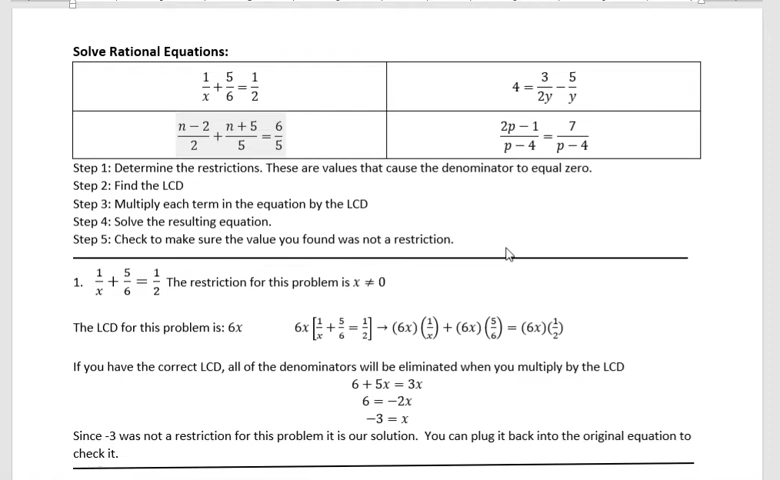 Solve Rational Equations:
1/x + 5/6 = 1/2
4 = 3/2y − 5/y
n − 2/2 + n + 5/5 = 6/5
2p − 1/p − 4 = 7/p − 4
Step 1: Determine the restrictions. These are values that cause the denominator to equal zero.
Step 2: Find the LCD
Step 3: Multiply each term in the equation by the LCD
Step 4: Solve the resulting equation.
Step 5: Check to make sure the value you found was not a restriction.
1. 1/x + 5/6 = 1/2 The restriction for this problem is x ≠ 0
The LCD for this problem is: 6x 6x[1/x + 5/6 = 1/2] → (6x)(1/x) + (6x)(5/6) = (6x)(1/2)
If you have the correct LCD, all of the denominators will be eliminated when you multiply by the LCD
6 + 5x = 3x
6 = −2x
−3 = x
Since -3 was not a restriction for this problem it is our solution. You can plug it back into the original equation to
check it.